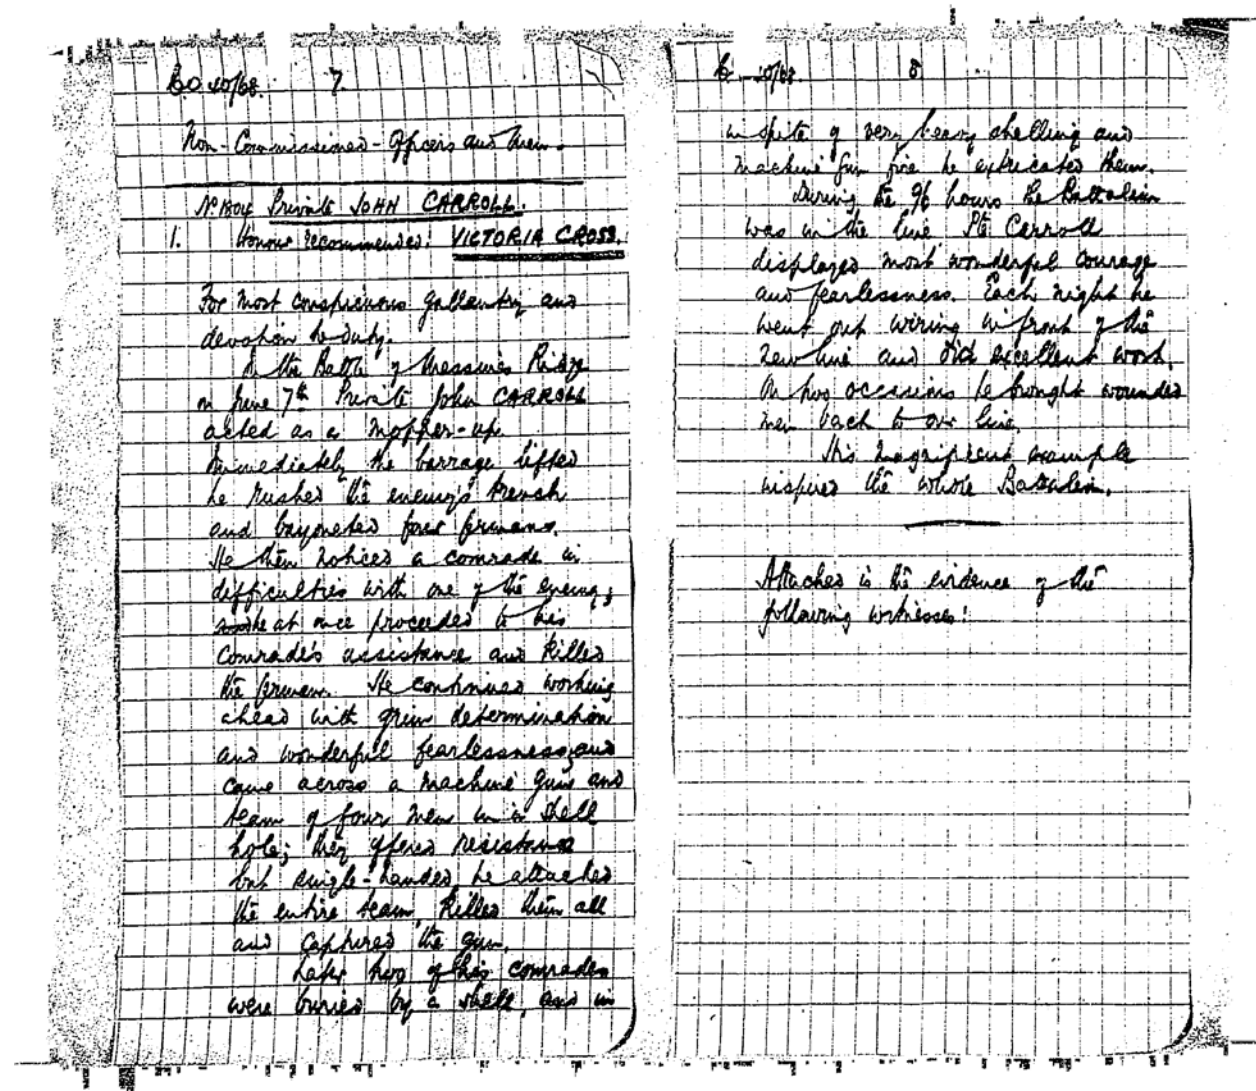 C.O. 40/68. 7.
Non-Commissioned-Officers and Men.
No 1804 Private JOHN CARROLL.
1. Honour recommended: VICTORIA CROSS.
For most conspicuous gallantry and
devotion to duty.
In the Battle of Messines Ridge
on June 7th Private John CARROLL
acted as a mopper-up.
Immediately the barrage lifted
he rushed the enemy's trench
and bayoneted four Germans.
He then noticed a comrade in
difficulties with one of the enemy;
he at once proceeded to his
comrade's assistance and killed
the German. He continued working
ahead with grim determination
and wonderful fearlessness, and
came across a machine gun and
team of four men in a shell
hole; they offered resistance
but single-handed he attacked
the entire team, killed them all
and captured the gun.
Later two of his comrades
were buried by a shell, and in
40/68. 8
in spite of very heavy shelling and
machine gun fire he extricated them.
During the 96 hours the Battalion
was in the line Pte Carroll
displayed most wonderful courage
and fearlessness. Each night he
went out wiring in front of the
new line and did excellent work.
On two occasions he brought wounded
men back to our line.
His magnificent example
inspired the whole Battalion.
Attached is the evidence of the
following witnesses: